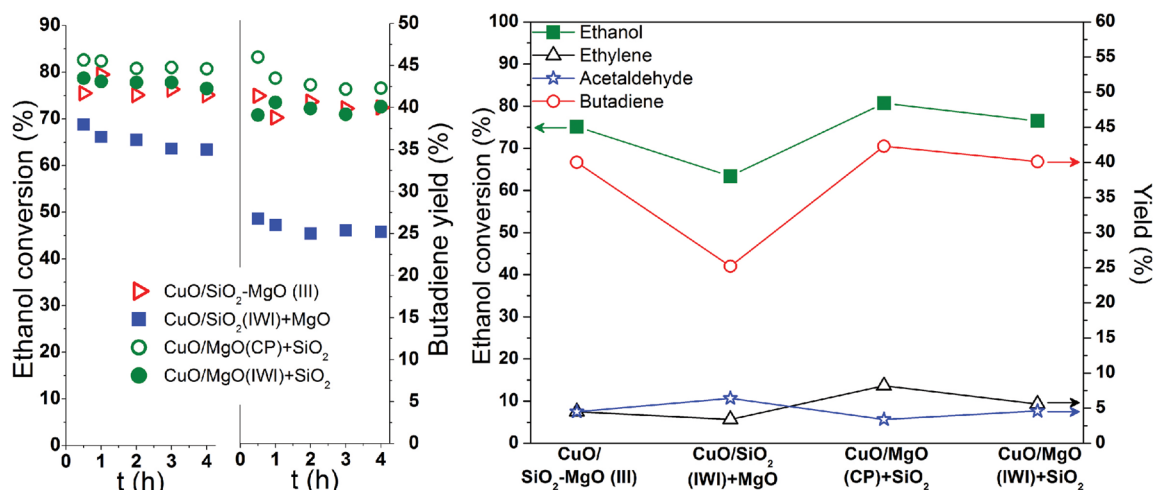 Ethanol conversion (%)
90
80
70
60
50
40
30
20
10
0
CuO/SiO₂-MgO (III)
CuO/SiO₂(IWI)+MgO
CuO/MgO(CP)+SiO₂
CuO/MgO(IWI)+SiO₂
0 1 2 3 4
t (h)
0 1 2 3 4
t (h)
50
45
40
35
30
25
20
15
10
5
0
Butadiene yield (%)
Ethanol conversion (%)
100
90
80
70
60
50
40
30
20
10
0
Ethanol
Ethylene
Acetaldehyde
Butadiene
60
55
50
45
40
35
30
25
20
15
10
5
0
Yield (%)
CuO/
SiO₂-MgO (III)
CuO/SiO₂
(IWI)+MgO
CuO/MgO
(CP)+SiO₂
CuO/MgO
(IWI)+SiO₂